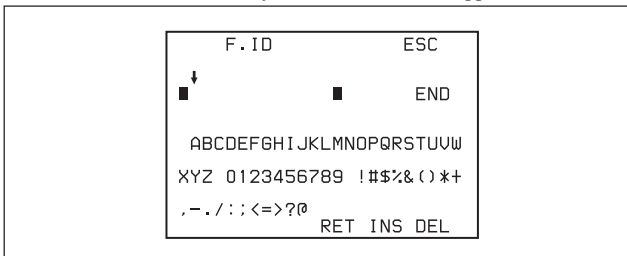 F.ID ESC
↓
■ ■ END
ABCDEFGHIJKLMNOPQRSTUVW
XYZ 0123456789 !#$%&()*+
,-./:;<=>?@
RET INS DEL